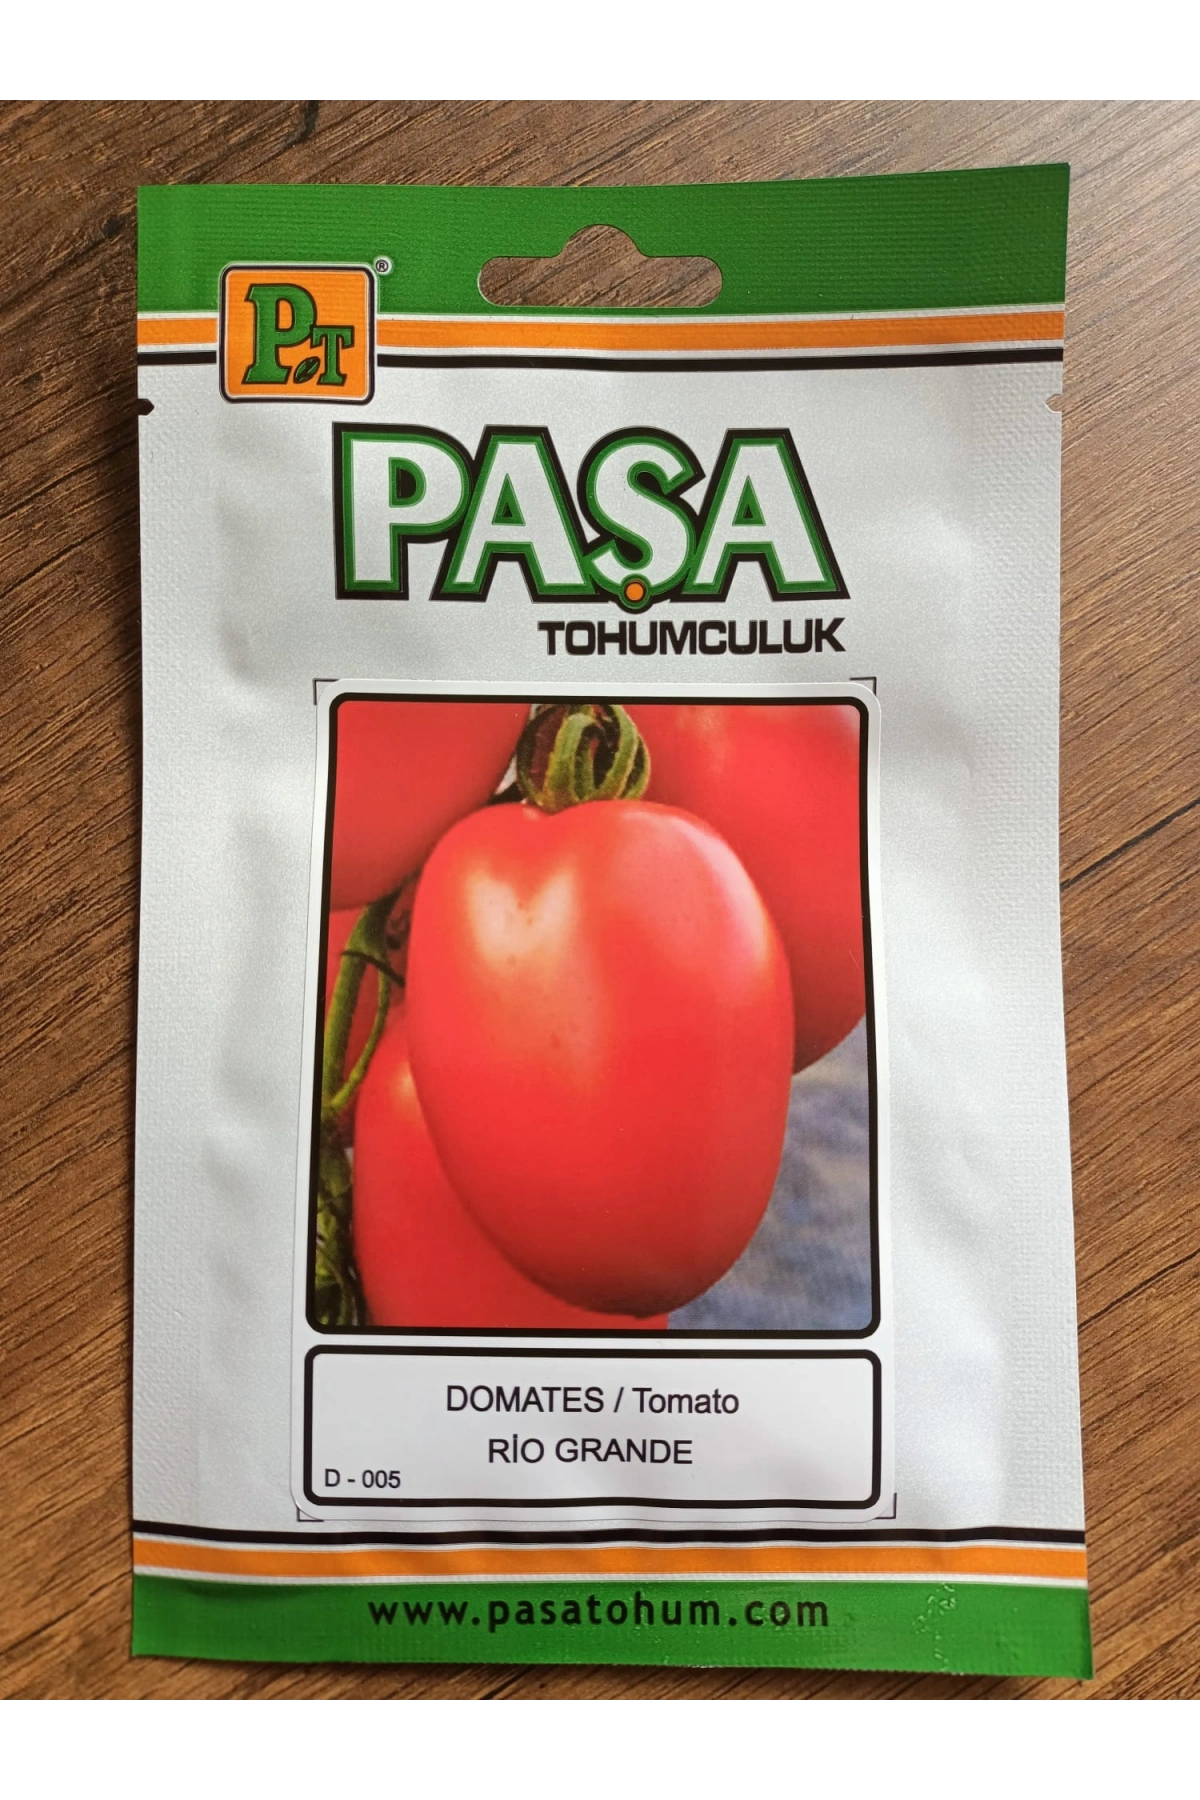 PT ®
PAŞA
TOHUMCULUK
DOMATES / Tomato
RİO GRANDE
D - 005
www.pasatohum.com